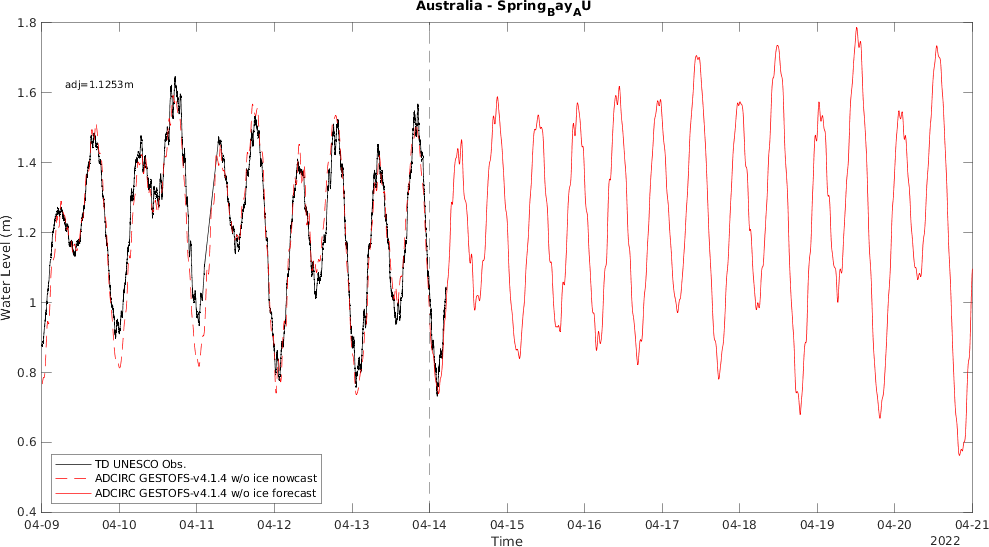 Australia - Spring_Bay_AU
1.8
adj=1.1253m
1.6
1.4
1.2
1
0.8
0.6
0.4
Water Level (m)
TD UNESCO Obs.
ADCIRC GESTOFS-v4.1.4 w/o ice nowcast
ADCIRC GESTOFS-v4.1.4 w/o ice forecast
04-09 04-10 04-11 04-12 04-13 04-14 04-15 04-16 04-17 04-18 04-19 04-20 04-21
Time
2022